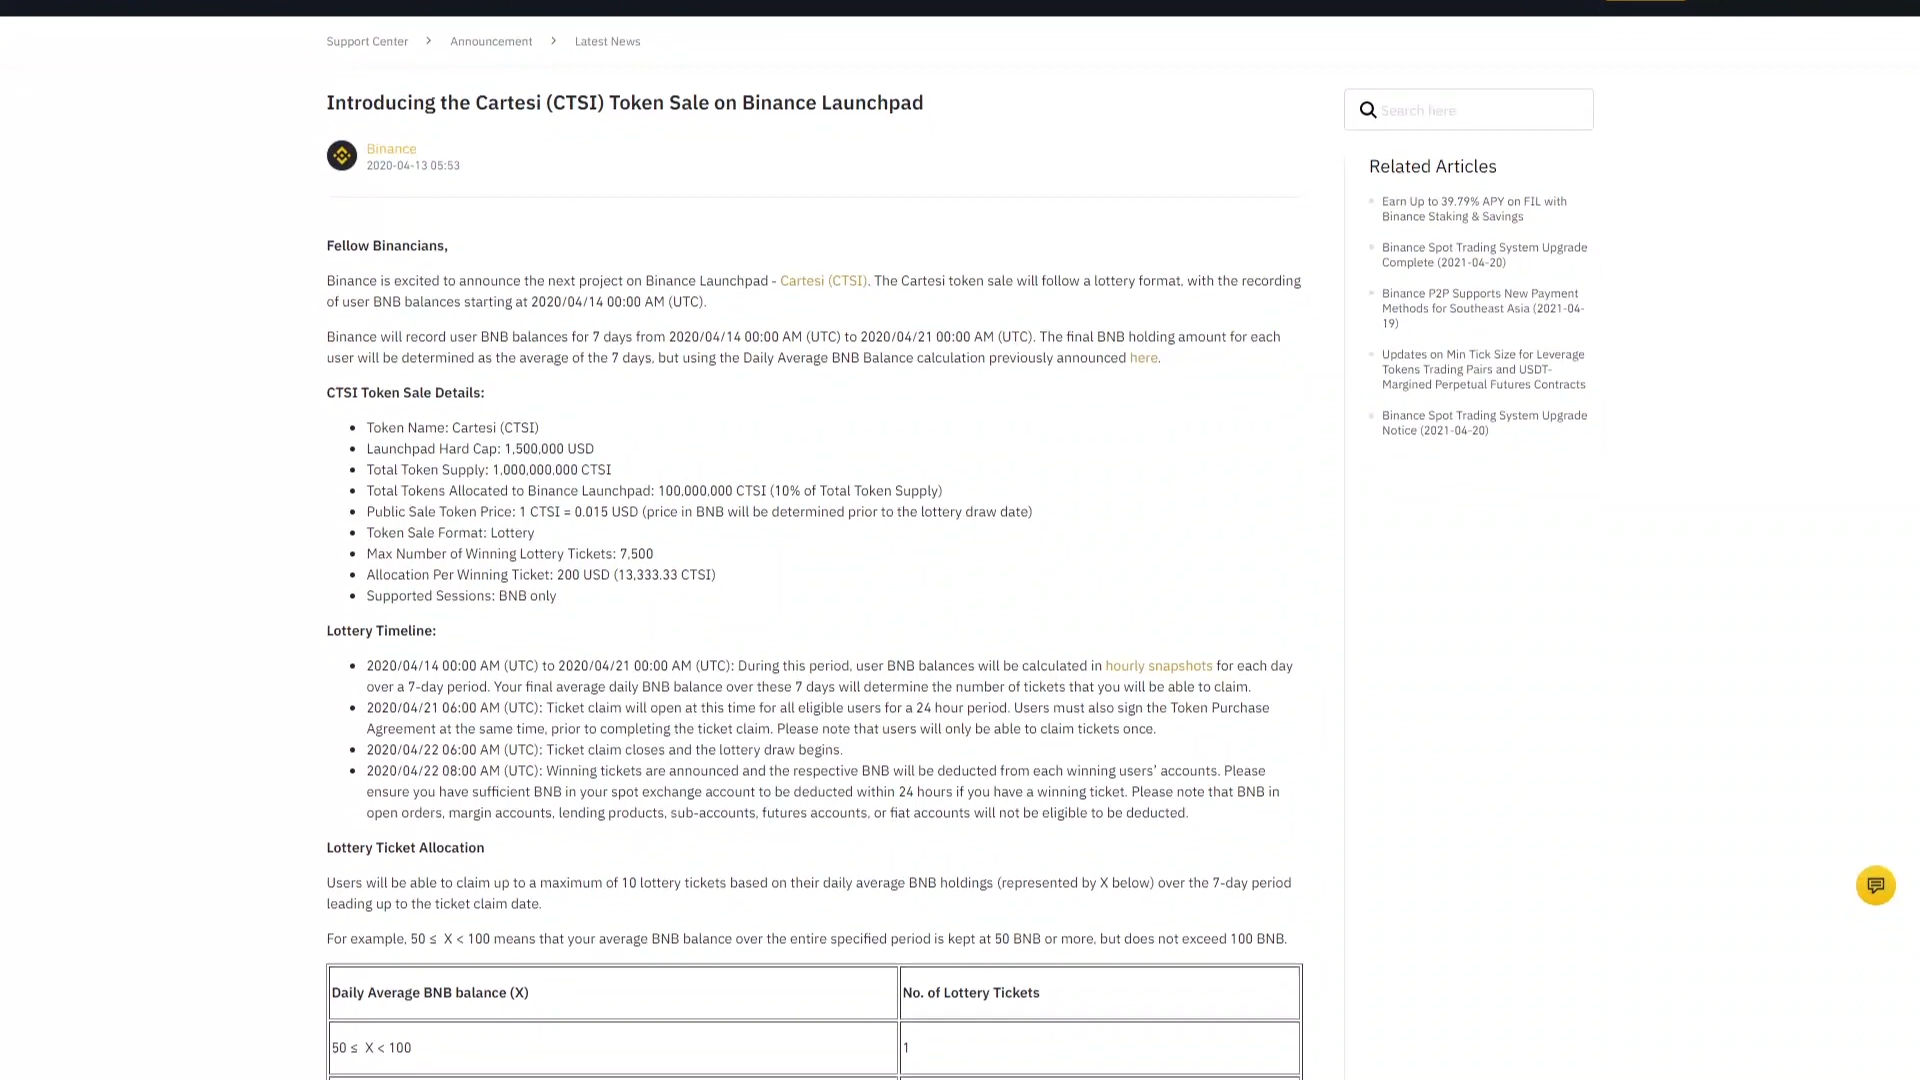 Support Center > Announcement > Latest News
Introducing the Cartesi (CTSI) Token Sale on Binance Launchpad
Binance
2020-04-13 05:53
Fellow Binancians,
Binance is excited to announce the next project on Binance Launchpad - Cartesi (CTSI). The Cartesi token sale will follow a lottery format, with the recording
of user BNB balances starting at 2020/04/14 00:00 AM (UTC).
Binance will record user BNB balances for 7 days from 2020/04/14 00:00 AM (UTC) to 2020/04/21 00:00 AM (UTC). The final BNB holding amount for each
user will be determined as the average of the 7 days, but using the Daily Average BNB Balance calculation previously announced here.
CTSI Token Sale Details:
• Token Name: Cartesi (CTSI)
• Launchpad Hard Cap: 1,500,000 USD
• Total Token Supply: 1,000,000,000 CTSI
• Total Tokens Allocated to Binance Launchpad: 100,000,000 CTSI (10% of Total Token Supply)
• Public Sale Token Price: 1 CTSI = 0.015 USD (price in BNB will be determined prior to the lottery draw date)
• Token Sale Format: Lottery
• Max Number of Winning Lottery Tickets: 7,500
• Allocation Per Winning Ticket: 200 USD (13,333.33 CTSI)
• Supported Sessions: BNB only
Lottery Timeline:
• 2020/04/14 00:00 AM (UTC) to 2020/04/21 00:00 AM (UTC): During this period, user BNB balances will be calculated in hourly snapshots for each day
over a 7-day period. Your final average daily BNB balance over these 7 days will determine the number of tickets that you will be able to claim.
• 2020/04/21 06:00 AM (UTC): Ticket claim will open at this time for all eligible users for a 24 hour period. Users must also sign the Token Purchase
Agreement at the same time, prior to completing the ticket claim. Please note that users will only be able to claim tickets once.
• 2020/04/22 06:00 AM (UTC): Ticket claim closes and the lottery draw begins.
• 2020/04/22 08:00 AM (UTC): Winning tickets are announced and the respective BNB will be deducted from each winning users’ accounts. Please
ensure you have sufficient BNB in your spot exchange account to be deducted within 24 hours if you have a winning ticket. Please note that BNB in
open orders, margin accounts, lending products, sub-accounts, futures accounts, or fiat accounts will not be eligible to be deducted.
Lottery Ticket Allocation
Users will be able to claim up to a maximum of 10 lottery tickets based on their daily average BNB holdings (represented by X below) over the 7-day period
leading up to the ticket claim date.
For example, 50 ≤ X < 100 means that your average BNB balance over the entire specified period is kept at 50 BNB or more, but does not exceed 100 BNB.
Daily Average BNB balance (X) No. of Lottery Tickets
50 ≤ X < 100 1
Search here
Related Articles
Earn Up to 39.79% APY on FIL with
Binance Staking & Savings
Binance Spot Trading System Upgrade
Complete (2021-04-20)
Binance P2P Supports New Payment
Methods for Southeast Asia (2021-04-
19)
Updates on Min Tick Size for Leverage
Tokens Trading Pairs and USDT-
Margined Perpetual Futures Contracts
Binance Spot Trading System Upgrade
Notice (2021-04-20)